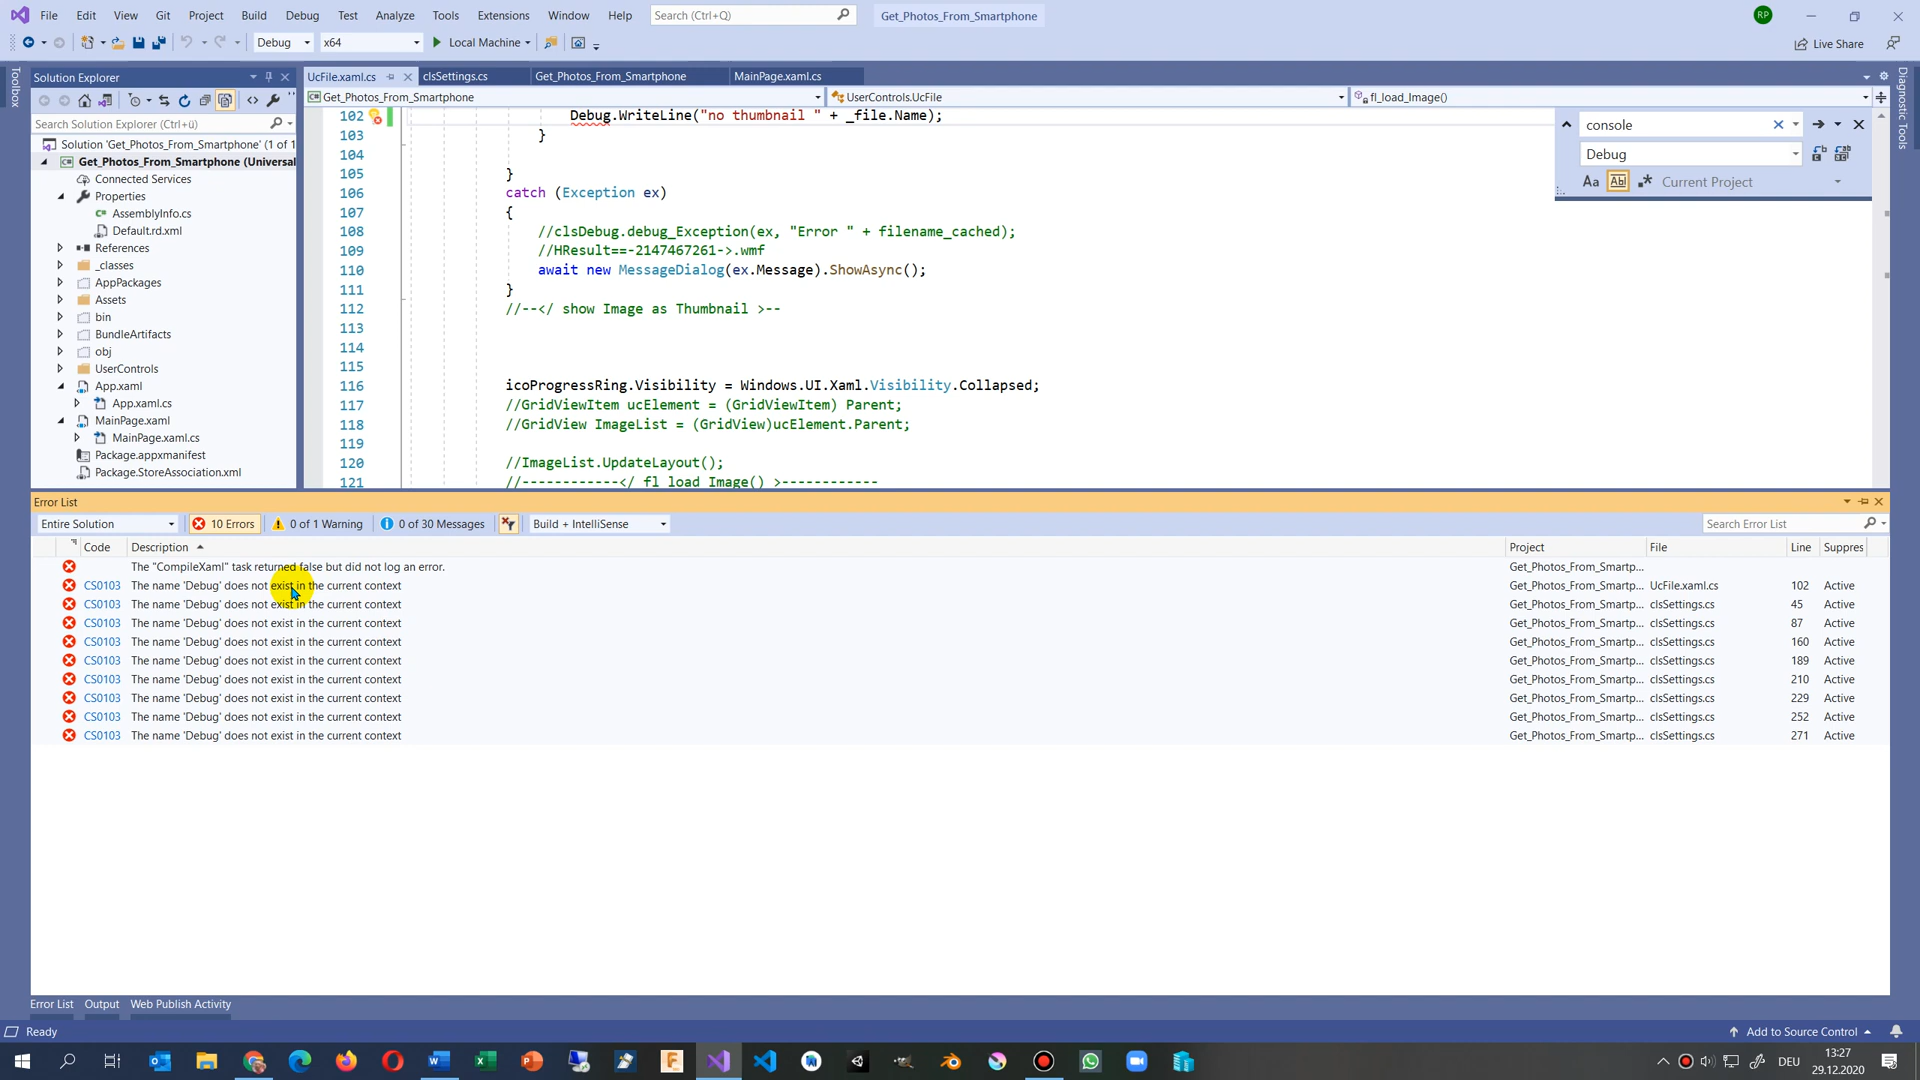 File Edit View Git Project Build Debug Test Analyze Tools Extensions Window Help Search (Ctrl+Q) Get_Photos_From_Smartphone RP
Debug x64 Local Machine Live Share
Toolbox
Solution Explorer
Search Solution Explorer (Ctrl+ü)
Solution 'Get_Photos_From_Smartphone' (1 of 1
Get_Photos_From_Smartphone (Universal
Connected Services
Properties
AssemblyInfo.cs
Default.rd.xml
References
_classes
AppPackages
Assets
bin
BundleArtifacts
obj
UserControls
App.xaml
App.xaml.cs
MainPage.xaml
MainPage.xaml.cs
Package.appxmanifest
Package.StoreAssociation.xml
UcFile.xaml.cs clsSettings.cs Get_Photos_From_Smartphone MainPage.xaml.cs
Get_Photos_From_Smartphone UserControls.UcFile fl_load_Image()
102 Debug.WriteLine("no thumbnail " + _file.Name);
103 }
104
105 }
106 catch (Exception ex)
107 {
108 //clsDebug.debug_Exception(ex, "Error " + filename_cached);
109 //HResult==-2147467261->.wmf
110 await new MessageDialog(ex.Message).ShowAsync();
111 }
112 //--</ show Image as Thumbnail >--
113
114
115
116 icoProgressRing.Visibility = Windows.UI.Xaml.Visibility.Collapsed;
117 //GridViewItem ucElement = (GridViewItem) Parent;
118 //GridView ImageList = (GridView)ucElement.Parent;
119
120 //ImageList.UpdateLayout();
121 //------------</ fl_load_Image() >------------
console
Debug
Aa Abl .* Current Project
Diagnostic Tools
Error List
Entire Solution 10 Errors 0 of 1 Warning 0 of 30 Messages Build + IntelliSense Search Error List
Code Description Project File Line Suppres
The "CompileXaml" task returned false but did not log an error. Get_Photos_From_Smartp...
CS0103 The name 'Debug' does not exist in the current context Get_Photos_From_Smartp... UcFile.xaml.cs 102 Active
CS0103 The name 'Debug' does not exist in the current context Get_Photos_From_Smartp... clsSettings.cs 45 Active
CS0103 The name 'Debug' does not exist in the current context Get_Photos_From_Smartp... clsSettings.cs 87 Active
CS0103 The name 'Debug' does not exist in the current context Get_Photos_From_Smartp... clsSettings.cs 160 Active
CS0103 The name 'Debug' does not exist in the current context Get_Photos_From_Smartp... clsSettings.cs 189 Active
CS0103 The name 'Debug' does not exist in the current context Get_Photos_From_Smartp... clsSettings.cs 210 Active
CS0103 The name 'Debug' does not exist in the current context Get_Photos_From_Smartp... clsSettings.cs 229 Active
CS0103 The name 'Debug' does not exist in the current context Get_Photos_From_Smartp... clsSettings.cs 252 Active
CS0103 The name 'Debug' does not exist in the current context Get_Photos_From_Smartp... clsSettings.cs 271 Active
Error List Output Web Publish Activity
Ready Add to Source Control
DEU 13:27
29.12.2020